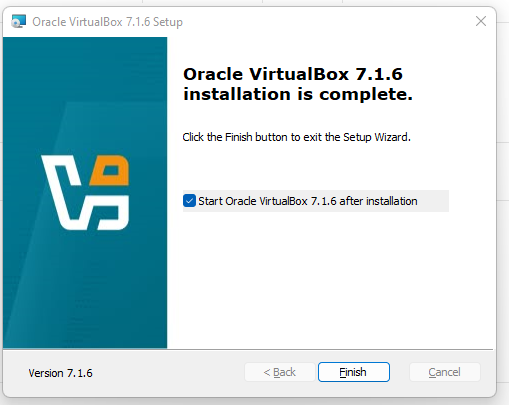 Oracle VirtualBox 7.1.6 Setup
Oracle VirtualBox 7.1.6
installation is complete.
Click the Finish button to exit the Setup Wizard.
Start Oracle VirtualBox 7.1.6 after installation
Version 7.1.6
< Back
Finish
Cancel